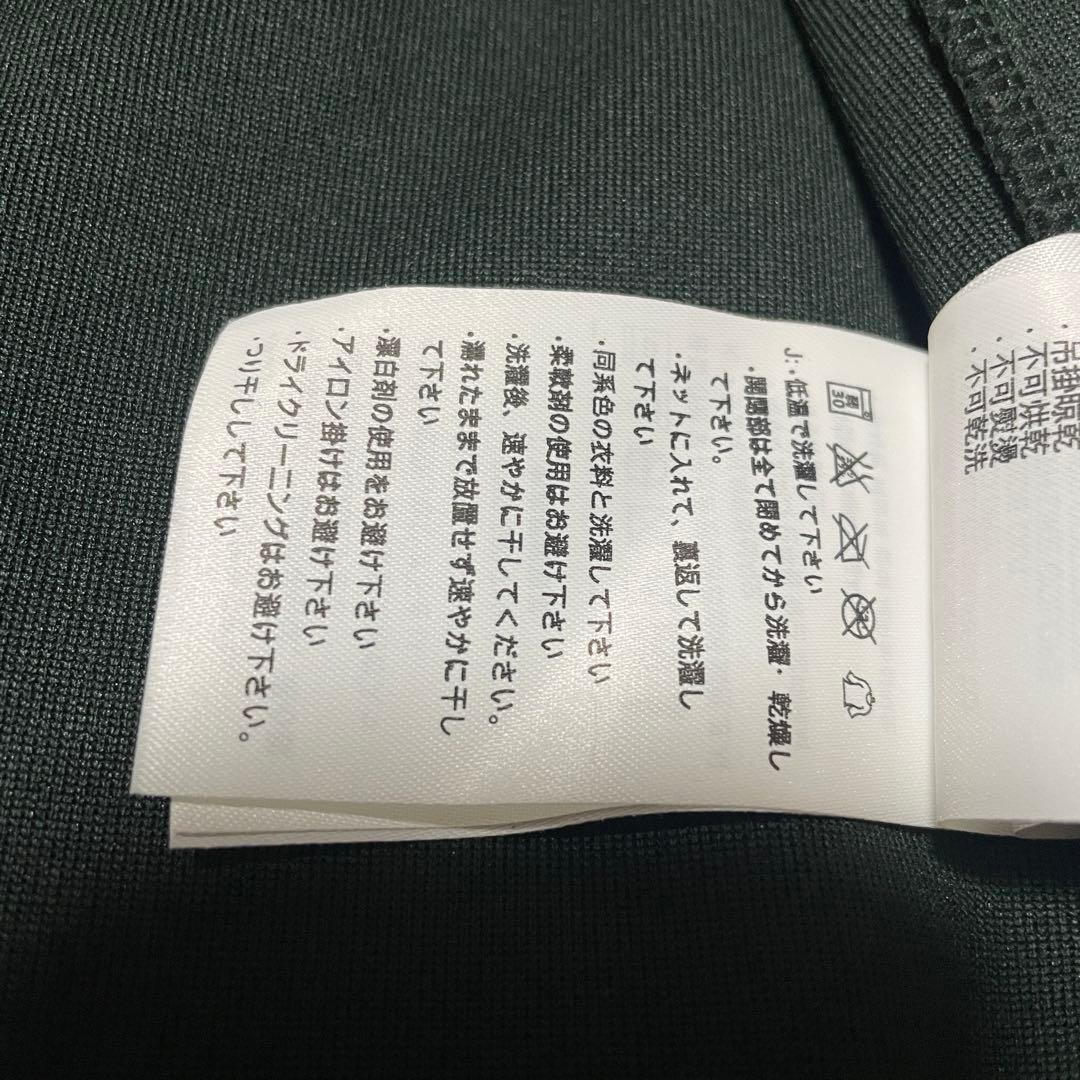 ・吊掛晾乾
・不可烘乾
・不可熨燙
・不可乾洗
30
J:・低温で洗濯して下さい
・開閉部は全て閉めてから洗濯・乾燥し
て下さい。
・ネットに入れて、裏返して洗濯し
て下さい
・同系色の衣料と洗濯して下さい
・柔軟剤の使用はお避け下さい
・洗濯後、速やかに干してください。
・濡れたままで放置せず速やかに干し
て下さい
・漂白剤の使用をお避け下さい
・アイロン掛けはお避け下さい
・ドライクリーニングはお避け下さい。
・つり干しして下さい